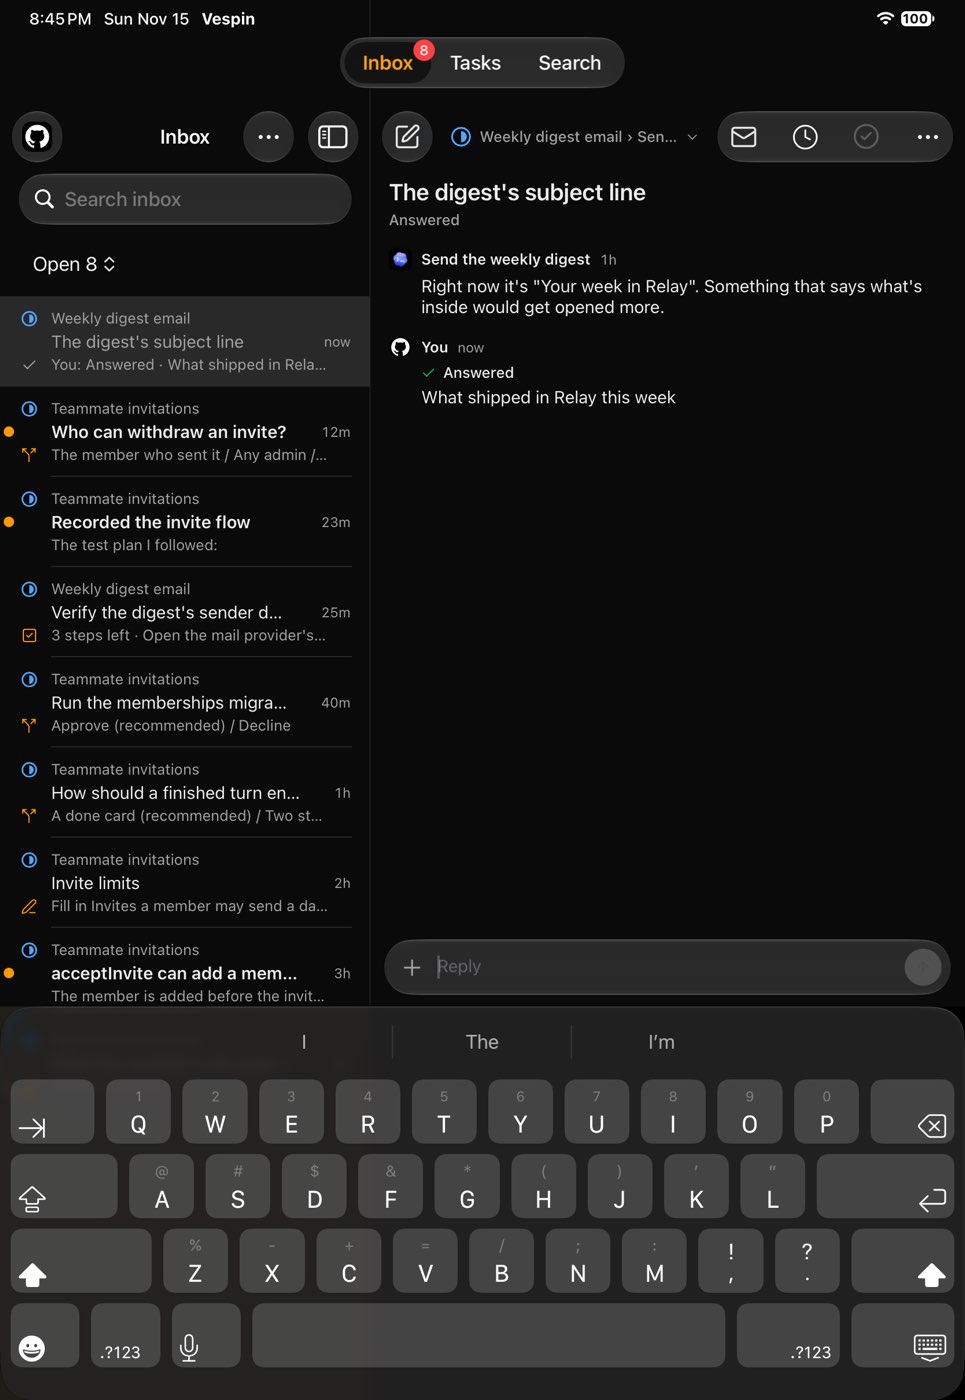 8:45 PM Sun Nov 15 Vespin
100
Inbox 8 Tasks Search
Inbox
Search inbox
Open 8
Weekly digest email
The digest's subject line now
You: Answered · What shipped in Rela...
Teammate invitations
Who can withdraw an invite? 12m
The member who sent it / Any admin /...
Teammate invitations
Recorded the invite flow 23m
The test plan I followed:
Weekly digest email
Verify the digest's sender d... 25m
3 steps left · Open the mail provider's...
Teammate invitations
Run the memberships migra... 40m
Approve (recommended) / Decline
Teammate invitations
How should a finished turn en... 1h
A done card (recommended) / Two st...
Teammate invitations
Invite limits 2h
Fill in Invites a member may send a da...
Teammate invitations
acceptInvite can add a mem... 3h
The member is added before the invit...
Weekly digest email › Sen...
The digest's subject line
Answered
Send the weekly digest 1h
Right now it's "Your week in Relay". Something that says what's
inside would get opened more.
You now
Answered
What shipped in Relay this week
Reply
I The I'm
1 2 3 4 5 6 7 8 9 0
Q W E R T Y U I O P
@ # $ & * ( ) ' "
A S D F G H J K L
% - + = / ; : ! ?
Z X C V B N M , .
.?123 .?123